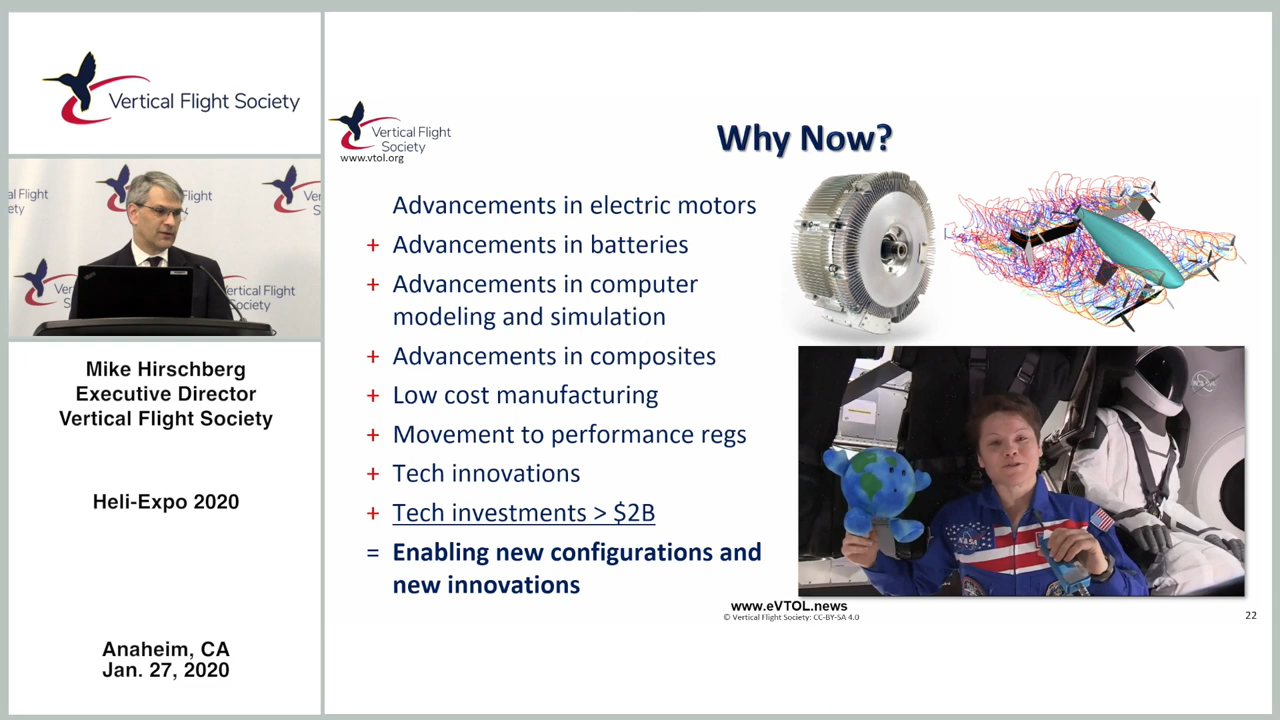 Vertical Flight Society
Mike Hirschberg
Executive Director
Vertical Flight Society
Heli-Expo 2020
Anaheim, CA
Jan. 27, 2020
Vertical Flight
Society
www.vtol.org
Why Now?
Advancements in electric motors
+ Advancements in batteries
+ Advancements in computer
modeling and simulation
+ Advancements in composites
+ Low cost manufacturing
+ Movement to performance regs
+ Tech innovations
+ Tech investments > $2B
= Enabling new configurations and
new innovations
NASA
www.eVTOL.news
© Vertical Flight Society: CC-BY-SA 4.0
22